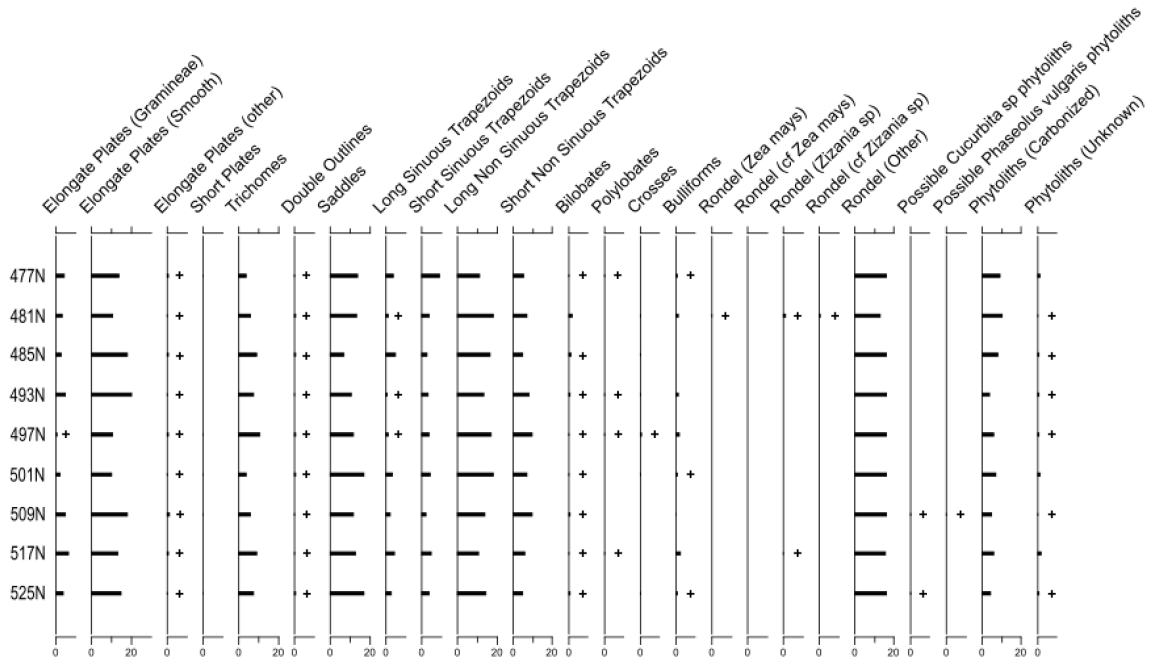 Elongate Plates (Gramineae)
Elongate Plates (Smooth)
Elongate Plates (other)
Short Plates
Trichomes
Double Outlines
Saddles
Long Sinuous Trapezoids
Short Sinuous Trapezoids
Long Non Sinuous Trapezoids
Short Non Sinuous Trapezoids
Bilobates
Polylobates
Crosses
Bulliforms
Rondel (Zea mays)
Rondel (cf Zea mays)
Rondel (Zizania sp)
Rondel (cf Zizania sp)
Rondel (Other)
Possible Cucurbita sp phytoliths
Possible Phaseolus vulgaris phytoliths
Phytoliths (Carbonized)
Phytoliths (Unknown)
477N + + + + +
481N + + + + + + +
485N + + + +
493N + + + + + +
497N + + + + + + + +
501N + + + +
509N + + + + + +
517N + + + + +
525N + + + + + +
0 0 20 0 0 0 0 0 20 0 0 0 20 0 20 0 0 0 0 0 0 0 0 0 20 0 0 0 20 0